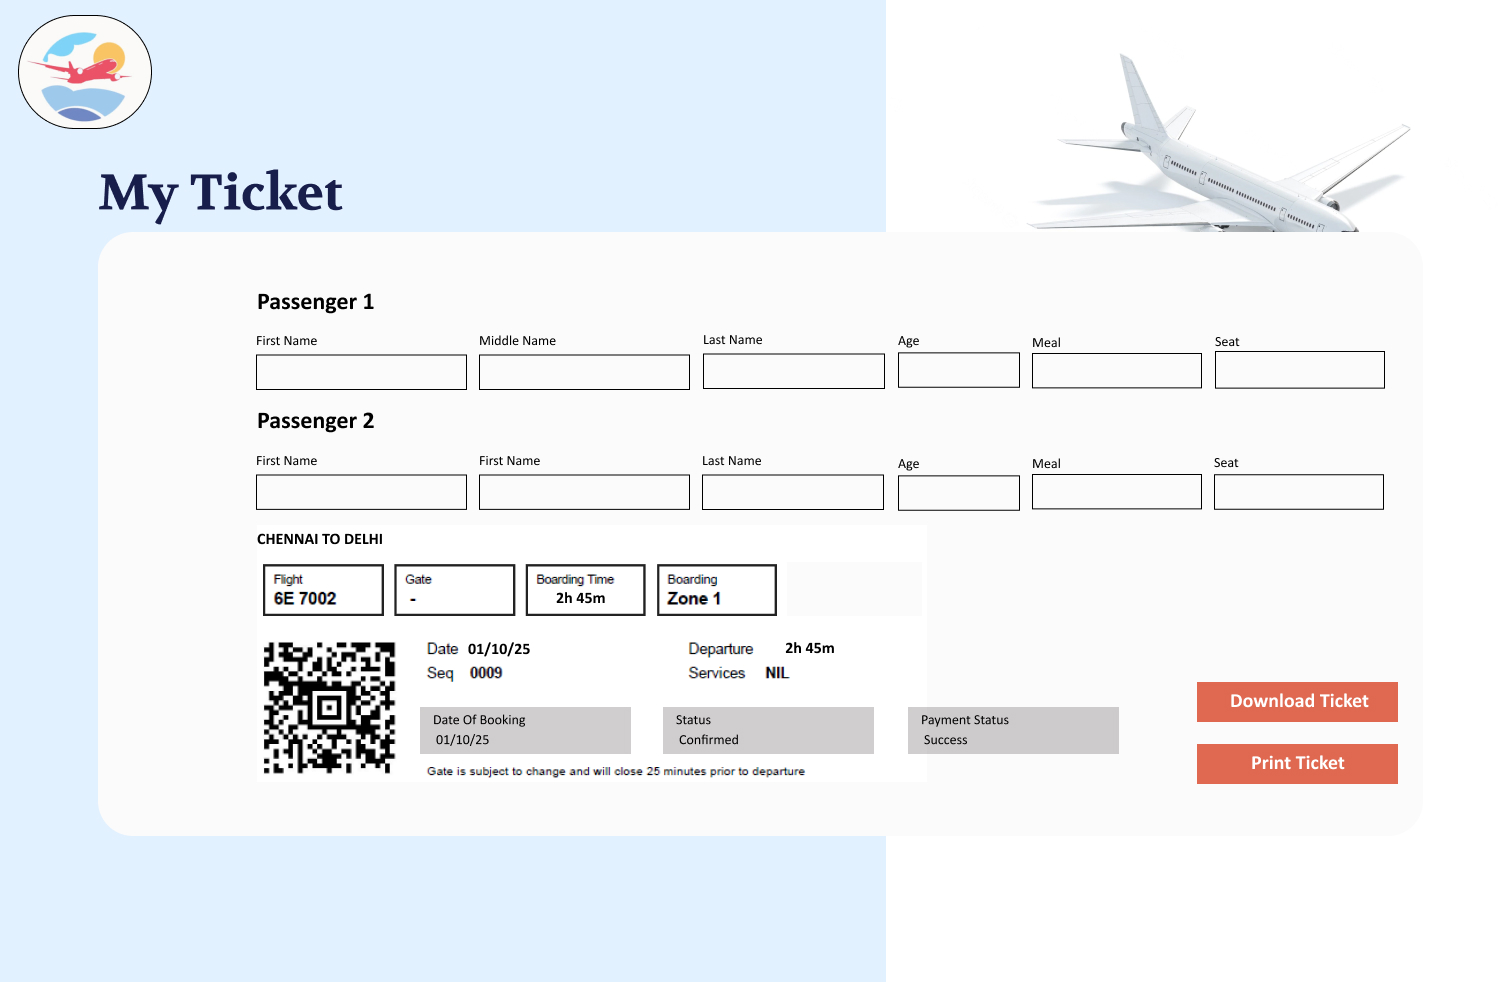 My Ticket
Passenger 1
First Name Middle Name Last Name Age Meal Seat
Passenger 2
First Name First Name Last Name Age Meal Seat
CHENNAI TO DELHI
Flight Gate Boarding Time Boarding
6E 7002 - 2h 45m Zone 1
Date 01/10/25 Departure 2h 45m
Seq 0009 Services NIL
Download Ticket
Date Of Booking Status Payment Status
01/10/25 Confirmed Success
Print Ticket
Gate is subject to change and will close 25 minutes prior to departure